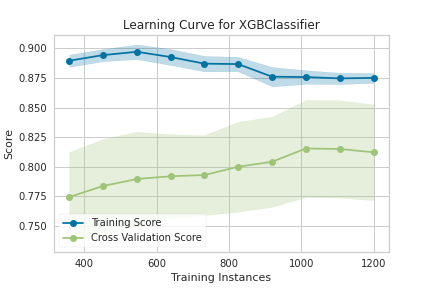 Learning Curve for XGBClassifier
0.900
0.875
0.850
0.825
0.800
0.775
0.750
Score
Training Score
Cross Validation Score
400
600
800
1000
1200
Training Instances